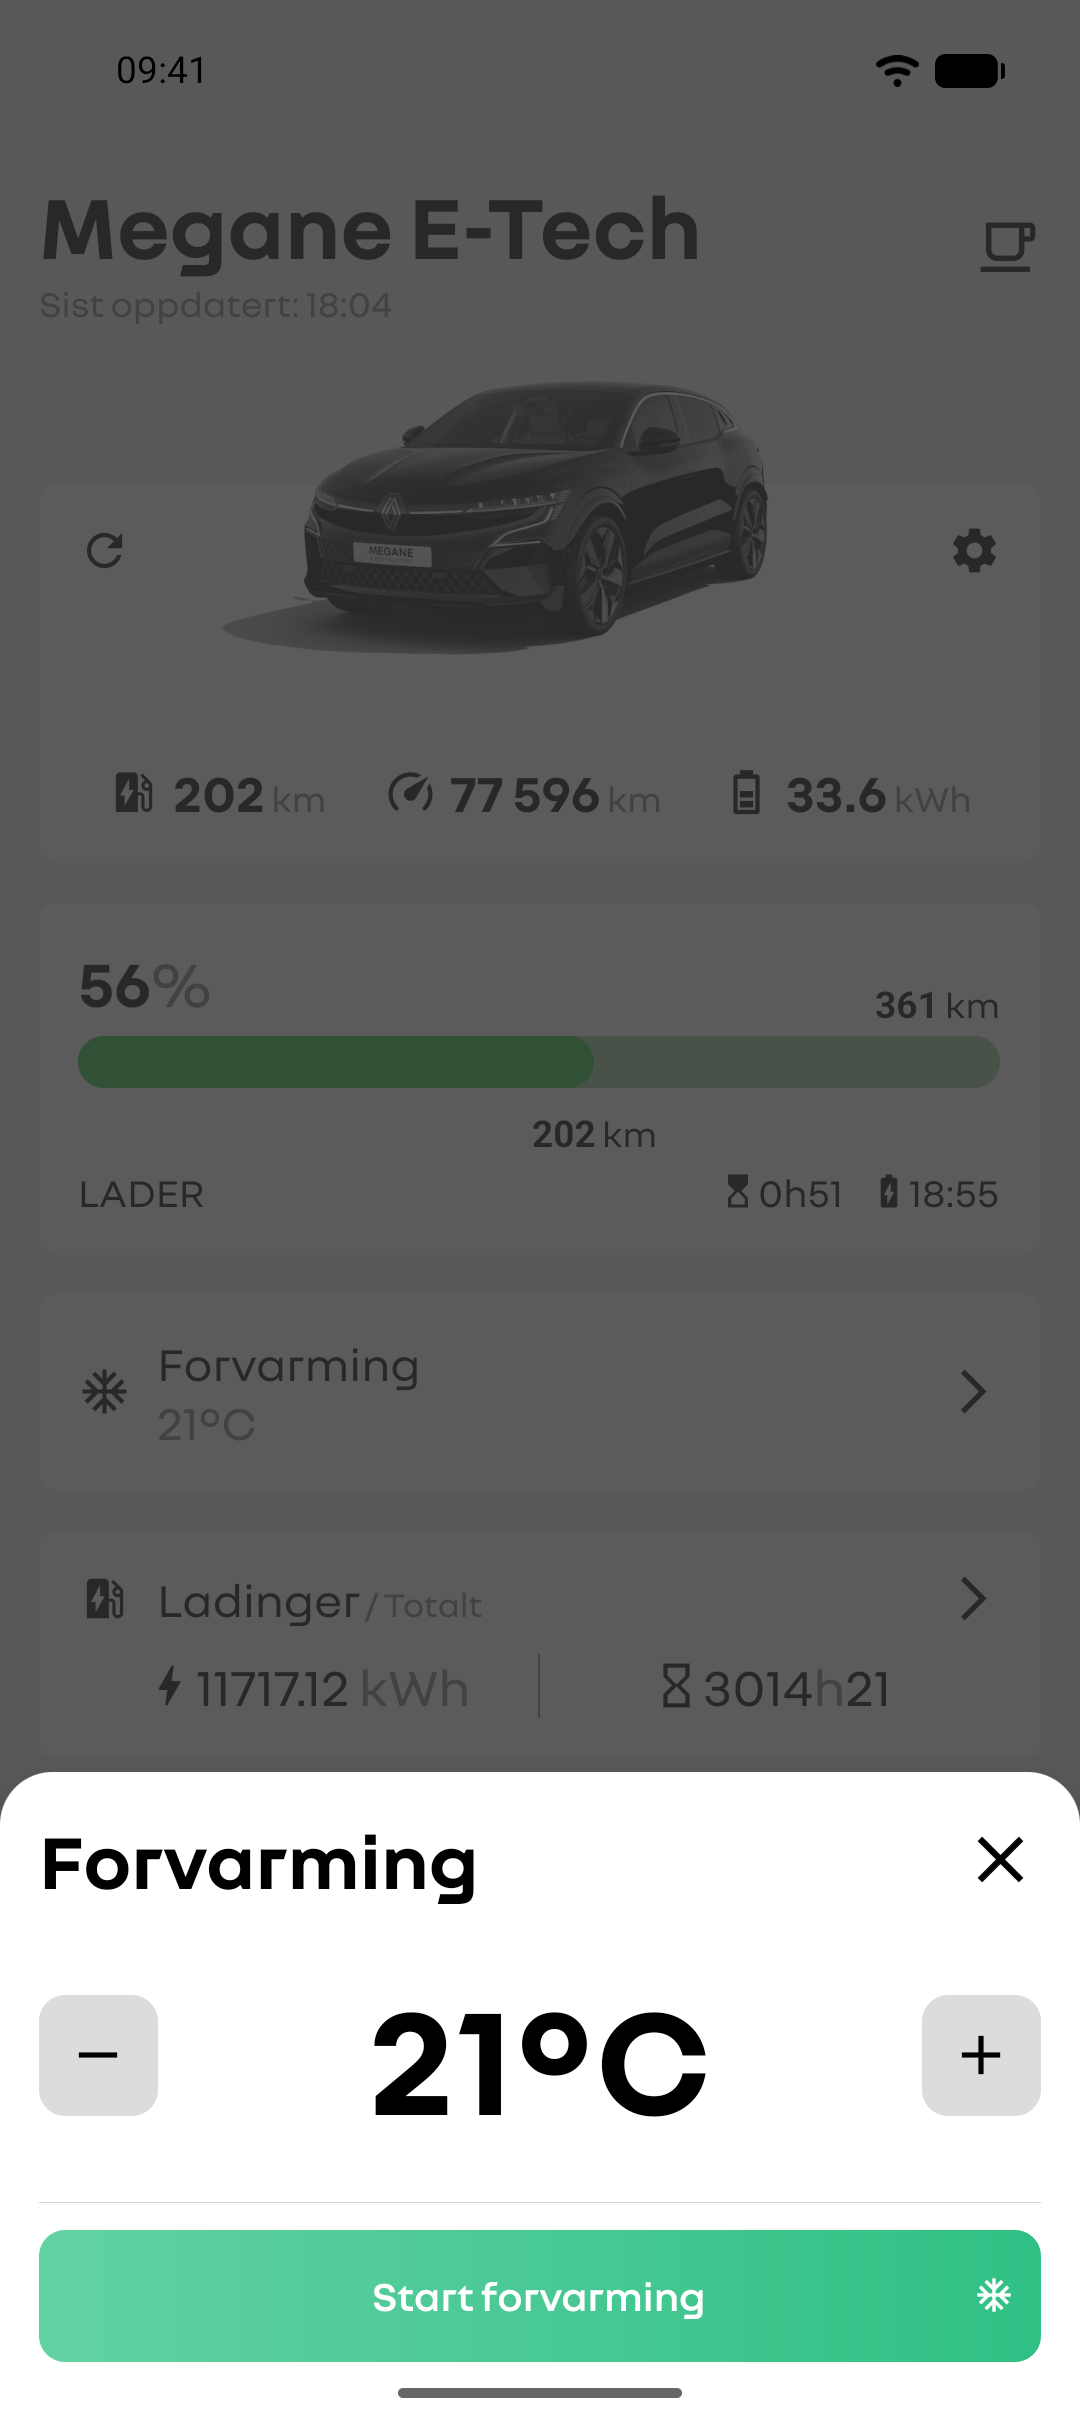 09:41
Megane E-Tech
Sist oppdatert: 18:04
MEGANE
202 km 77 596 km 33.6 kWh
56%
361 km
202 km
LADER 0h51 18:55
Forvarming
21°C
Ladinger / Totalt
11717.12 kWh 3014h21
Forvarming
21°C
Start forvarming